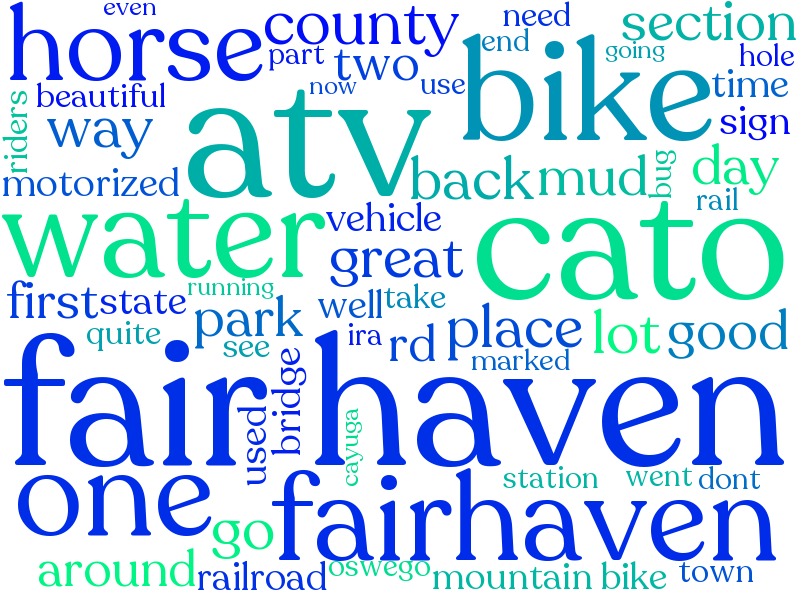 even
horse
county
need
section
part
two
end
bike
going
hole
beautiful
now
use
time
riders
way
atv
sign
motorized
back
mud
bug
day
rail
water
vehicle
great
cato
running
first
state
well
take
park
quite
see
ira
rd
place
lot
good
marked
fair haven
bridge
used
cayuga
one
fairhaven
station
went
dont
go
around
railroad
oswego
mountain bike
town